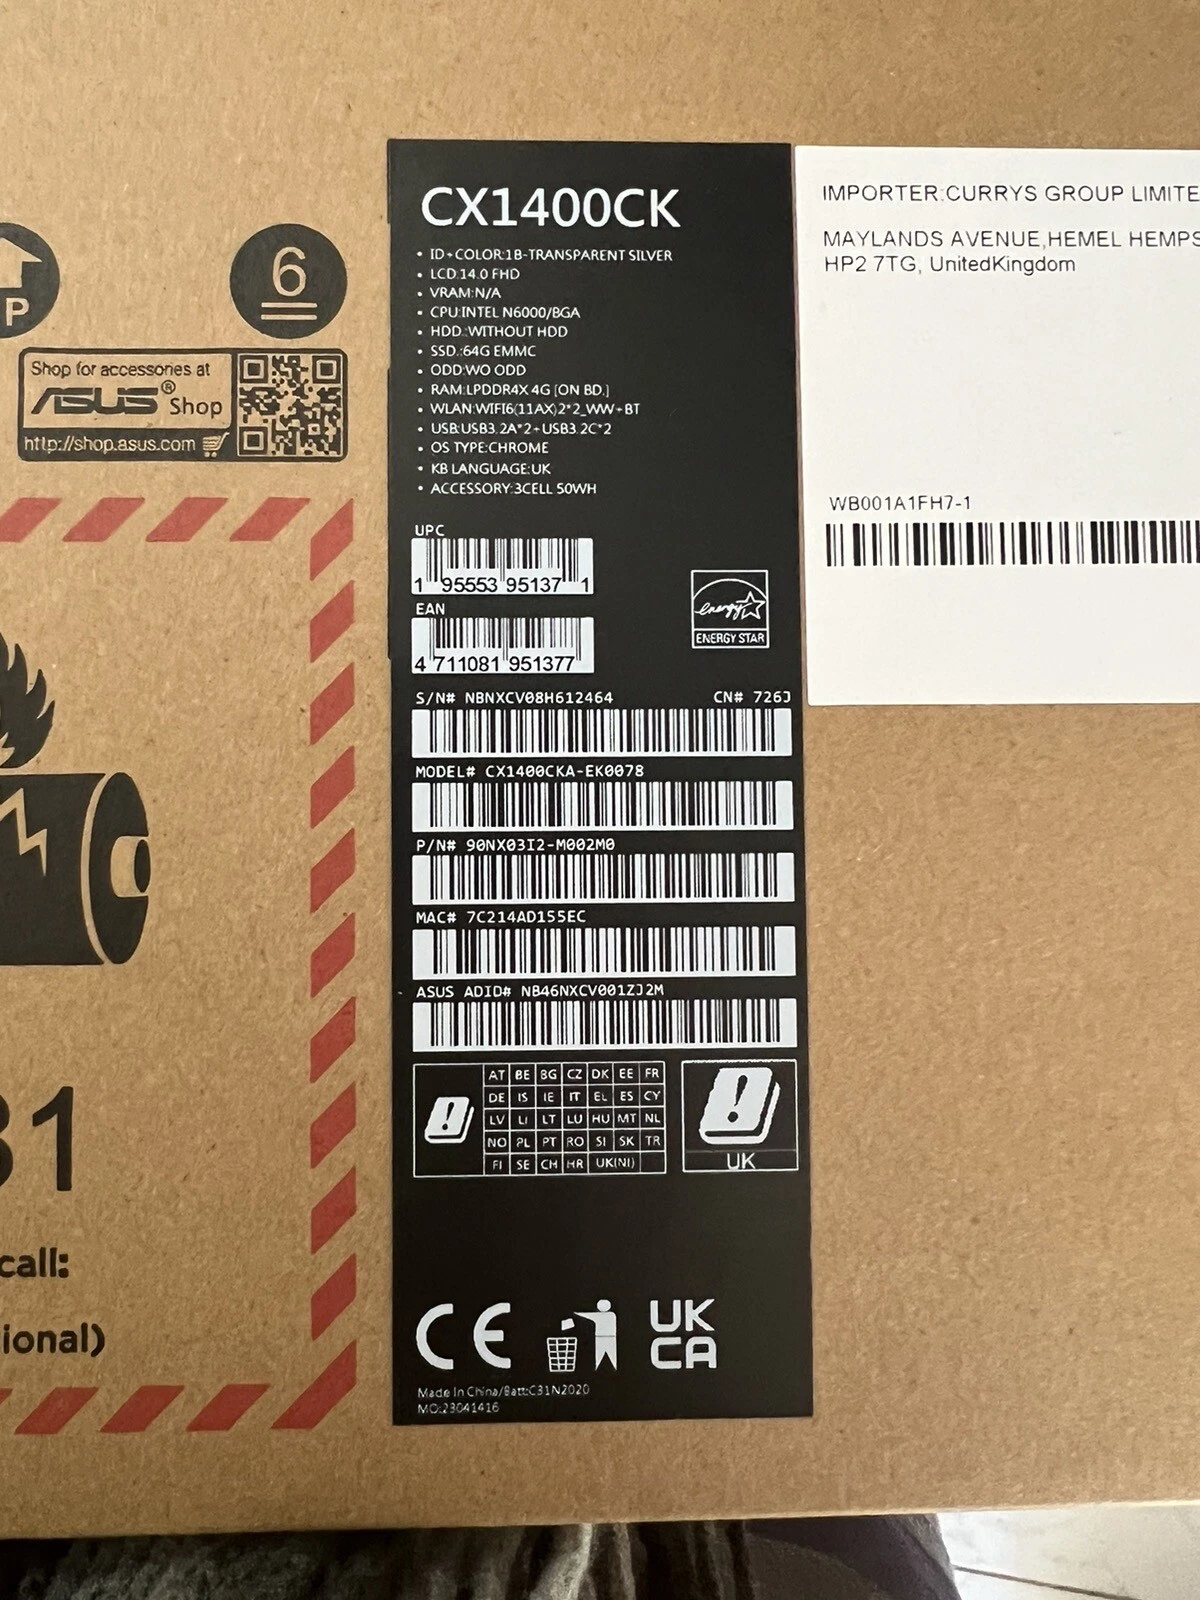 P
6
Shop for accessories at
ASUS® Shop
http://shop.asus.com
31
call:
ional)
CX1400CK
• ID+COLOR:1B-TRANSPARENT SILVER
• LCD:14.0 FHD
• VRAM:N/A
• CPU:INTEL N6000/BGA
• HDD:WITHOUT HDD
• SSD.:64G EMMC
• ODD:WO ODD
• RAM:LPDDR4X 4G [ON BD.]
• WLAN:WIFI6(11AX)2*2_WW+BT
• USB:USB3.2A*2+USB3.2C*2
• OS TYPE:CHROME
• KB LANGUAGE:UK
• ACCESSORY:3CELL 50WH
UPC
1 95553 95137 1
EAN
4 711081 951377
energy
ENERGY STAR
S/N# NBNXCV08H612464 CN# 726J
MODEL# CX1400CKA-EK0078
P/N# 90NX03I2-M002M0
MAC# 7C214AD155EC
ASUS ADID# NB46NXCV001ZJ2M
AT BE BG CZ DK EE FR
DE IS IE IT EL ES CY
LV LI LT LU HU MT NL
NO PL PT RO SI SK TR
FI SE CH HR UK(NI)
UK
CE
UK
CA
Made In China/Batt:C31N2020
MO:23041416
IMPORTER:CURRYS GROUP LIMITE
MAYLANDS AVENUE,HEMEL HEMPS
HP2 7TG, UnitedKingdom
WB001A1FH7-1